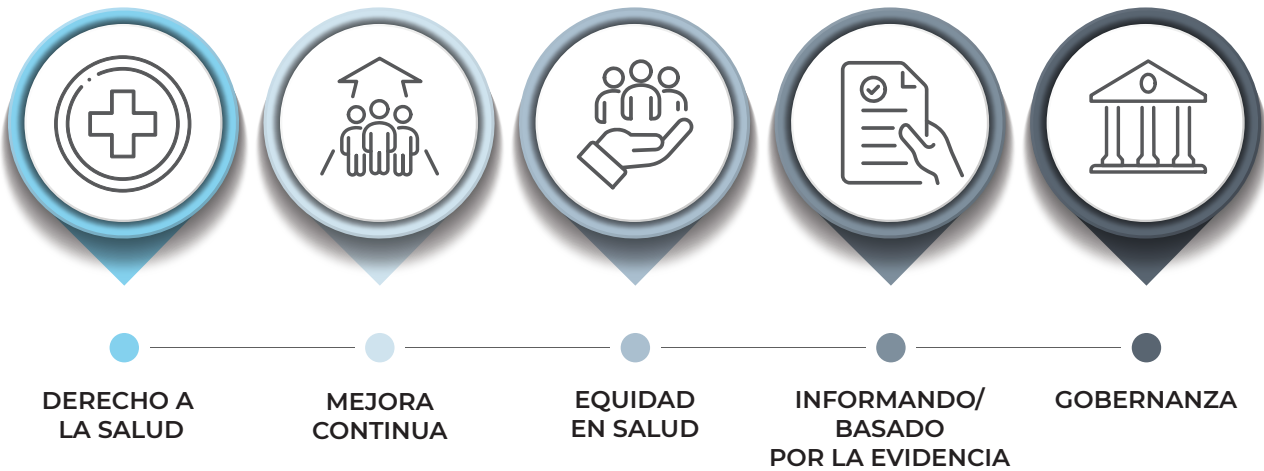 DERECHO A
LA SALUD
MEJORA
CONTINUA
EQUIDAD
EN SALUD
INFORMANDO/
BASADO
POR LA EVIDENCIA
GOBERNANZA